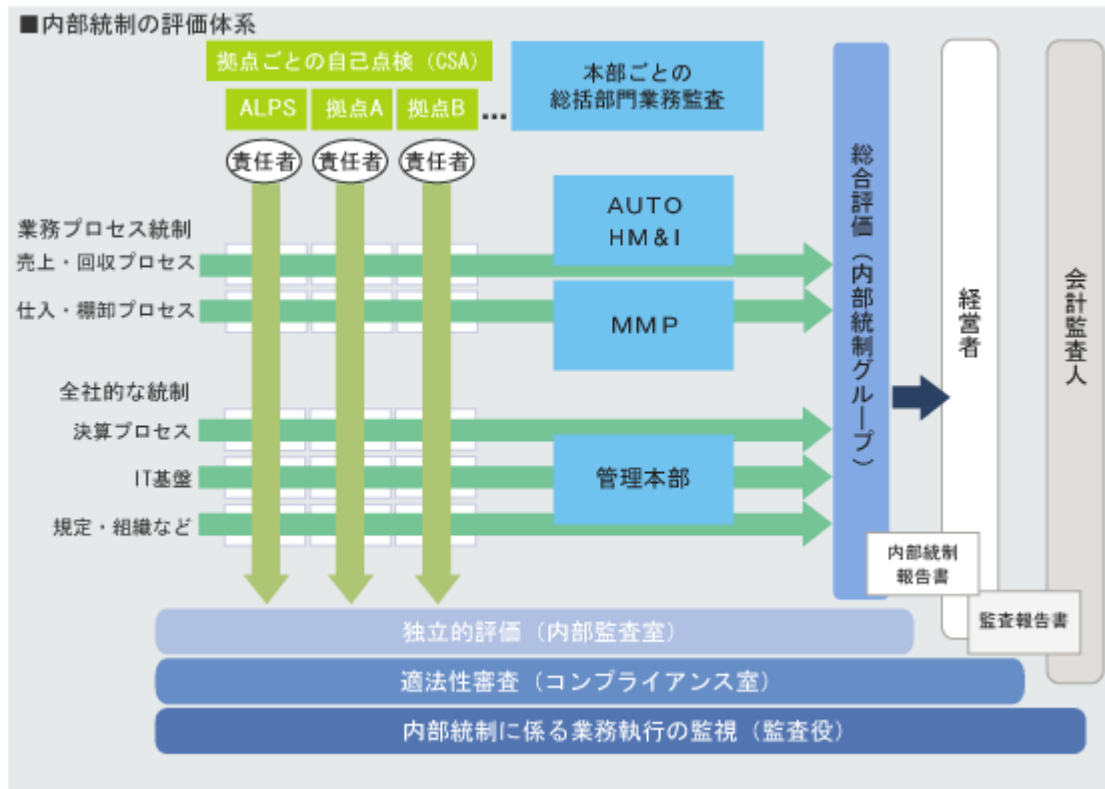 ■内部統制の評価体系
拠点ごとの自己点検（CSA）
ALPS
拠点A
拠点B
...
本部ごとの
総括部門業務監査
責任者
責任者
責任者
業務プロセス統制
売上・回収プロセス
仕入・棚卸プロセス
AUTO
HM&I
MMP
全社的な統制
決算プロセス
IT基盤
規定・組織など
管理本部
総合評価（内部統制グループ）
経営者
会計監査人
内部統制
報告書
監査報告書
独立的評価（内部監査室）
適法性審査（コンプライアンス室）
内部統制に係る業務執行の監視（監査役）